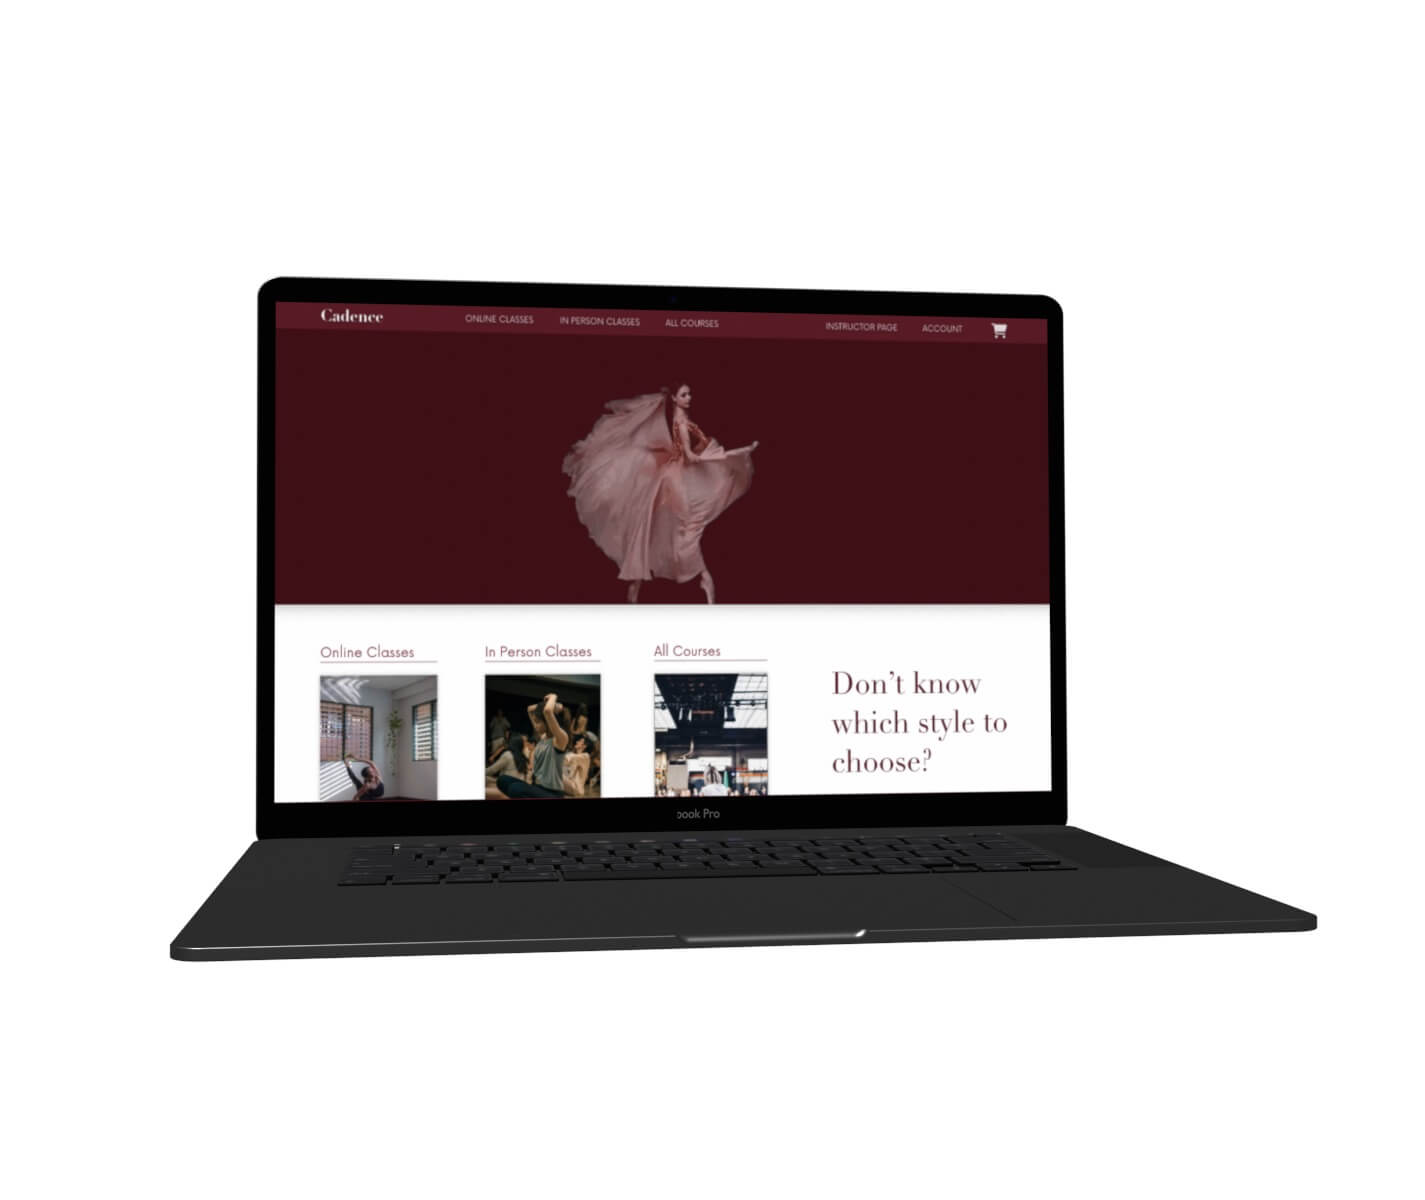 Cadence
ONLINE CLASSES
IN PERSON CLASSES
ALL COURSES
INSTRUCTOR PAGE
ACCOUNT
Online Classes
In Person Classes
All Courses
Don't know
which style to
choose?
book Pro